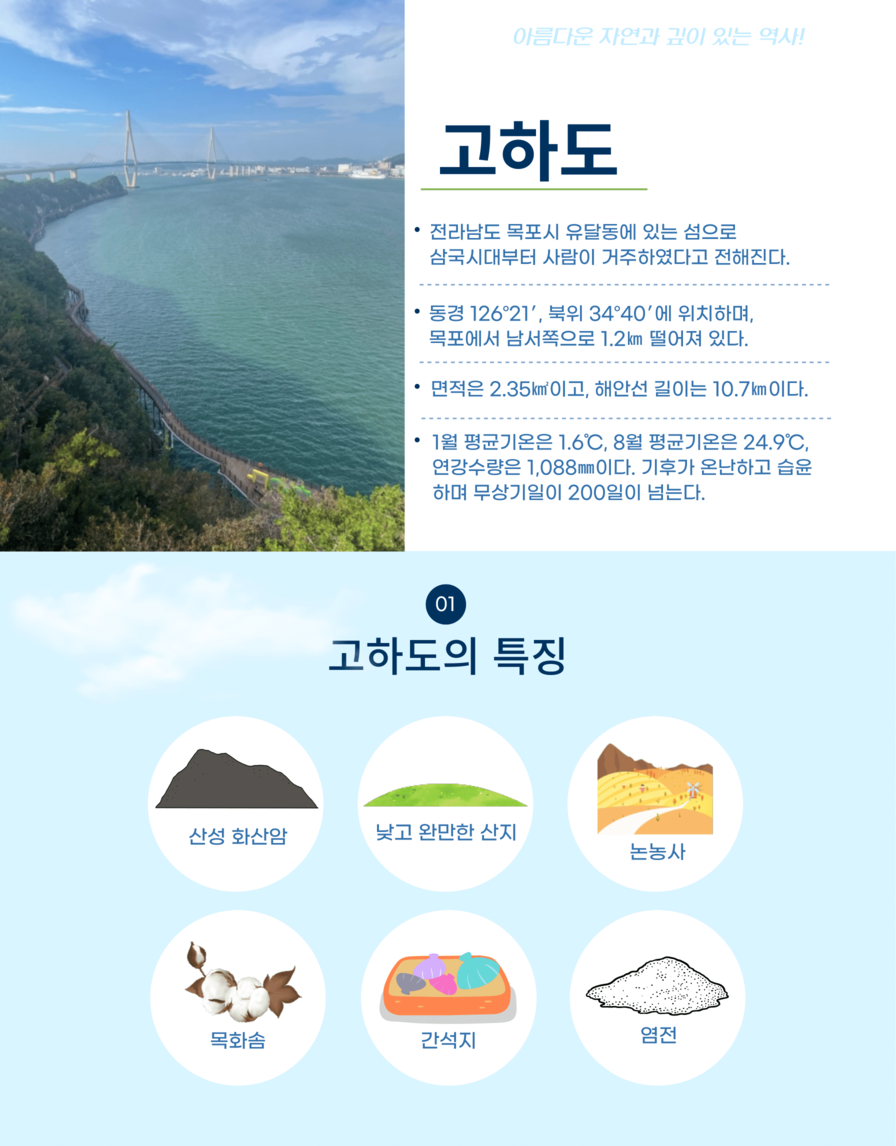 아름다운 자연과 깊이 있는 역사!
고하도
• 전라남도 목포시 유달동에 있는 섬으로
삼국시대부터 사람이 거주하였다고 전해진다.
• 동경 126°21′, 북위 34°40′에 위치하며,
목포에서 남서쪽으로 1.2㎞ 떨어져 있다.
• 면적은 2.35㎢이고, 해안선 길이는 10.7㎞이다.
• 1월 평균기온은 1.6℃, 8월 평균기온은 24.9℃,
연강수량은 1,088㎜이다. 기후가 온난하고 습윤
하며 무상기일이 200일이 넘는다.
01
고하도의 특징
산성 화산암
낮고 완만한 산지
논농사
목화솜
간석지
염전